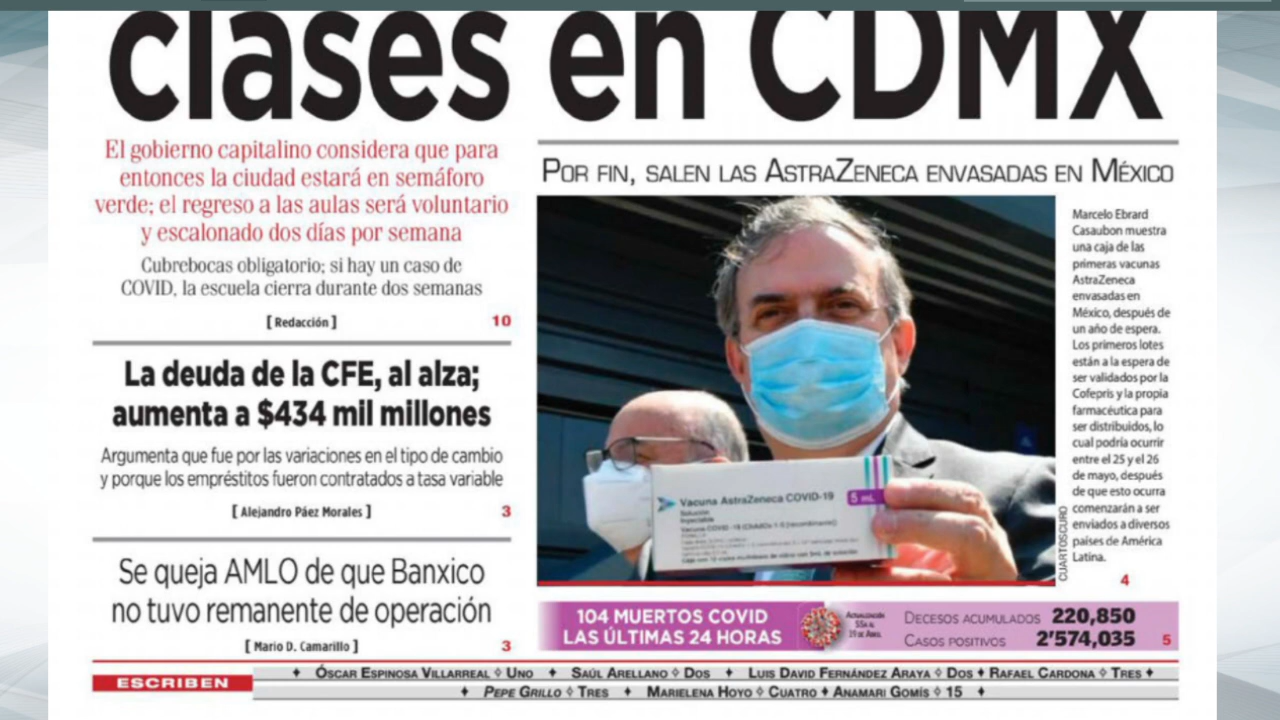 clases en CDMX
El gobierno capitalino considera que para
entonces la ciudad estará en semáforo
verde; el regreso a las aulas será voluntario
y escalonado dos días por semana
Cubrebocas obligatorio; si hay un caso de
COVID, la escuela cierra durante dos semanas
[ Redacción ] 10
La deuda de la CFE, al alza;
aumenta a $434 mil millones
Argumenta que fue por las variaciones en el tipo de cambio
y porque los empréstitos fueron contratados a tasa variable
[ Alejandro Páez Morales ] 3
Se queja AMLO de que Banxico
no tuvo remanente de operación
[ Mario D. Camarillo ] 3
POR FIN, SALEN LAS ASTRAZENECA ENVASADAS EN MÉXICO
Vacuna AstraZeneca COVID-19
5 mL
Solución
Inyectable
Marcelo Ebrard
Casaubon muestra
una caja de las
primeras vacunas
AstraZeneca
envasadas en
México, después de
un año de espera.
Los primeros lotes
están a la espera de
ser validados por la
Cofepris y la propia
farmacéutica para
ser distribuidos, lo
cual podría ocurrir
entre el 25 y el 26
de mayo, después
de que esto ocurra
comenzarán a ser
enviados a diversos
países de América
Latina.
CUARTOSCURO
4
104 MUERTOS COVID
LAS ÚLTIMAS 24 HORAS
DECESOS ACUMULADOS 220,850
CASOS POSITIVOS 2'574,035 5
ESCRIBEN
ÓSCAR ESPINOSA VILLARREAL ◊ UNO ♦ SAÚL ARELLANO ◊ DOS ♦ LUIS DAVID FERNÁNDEZ ARAYA ◊ DOS ♦ RAFAEL CARDONA ◊ TRES ♦
♦ PEPE GRILLO ◊ TRES ♦ MARIELENA HOYO ◊ CUATRO ♦ ANAMARI GOMÍS ◊ 15 ♦